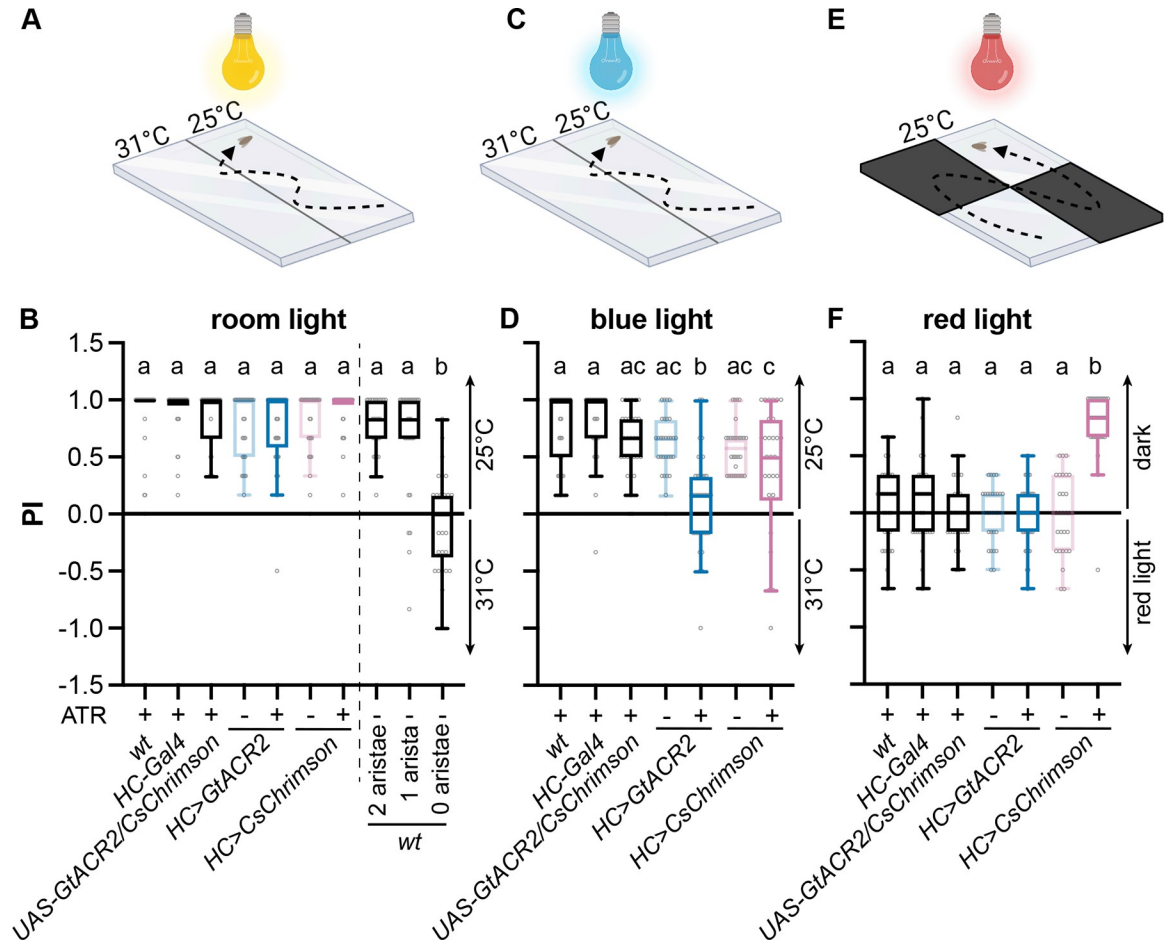 A
C
E
31°C
25°C
31°C
25°C
25°C
B
room light
D
blue light
F
red light
PI
1.5
1.0
0.5
0.0
-0.5
-1.0
-1.5
a a a a a a a a b
a a ac ac b ac c
a a a a a a b
25°C
31°C
25°C
31°C
dark
red light
ATR
+ + + - + - + - - -
+ + + - + - +
+ + + - + - +
wt
HC-Gal4
UAS-GtACR2/CsChrimson
HC>GtACR2
HC>CsChrimson
2 aristae
1 arista
0 aristae
wt
wt
HC-Gal4
UAS-GtACR2/CsChrimson
HC>GtACR2
HC>CsChrimson
wt
HC-Gal4
UAS-GtACR2/CsChrimson
HC>GtACR2
HC>CsChrimson